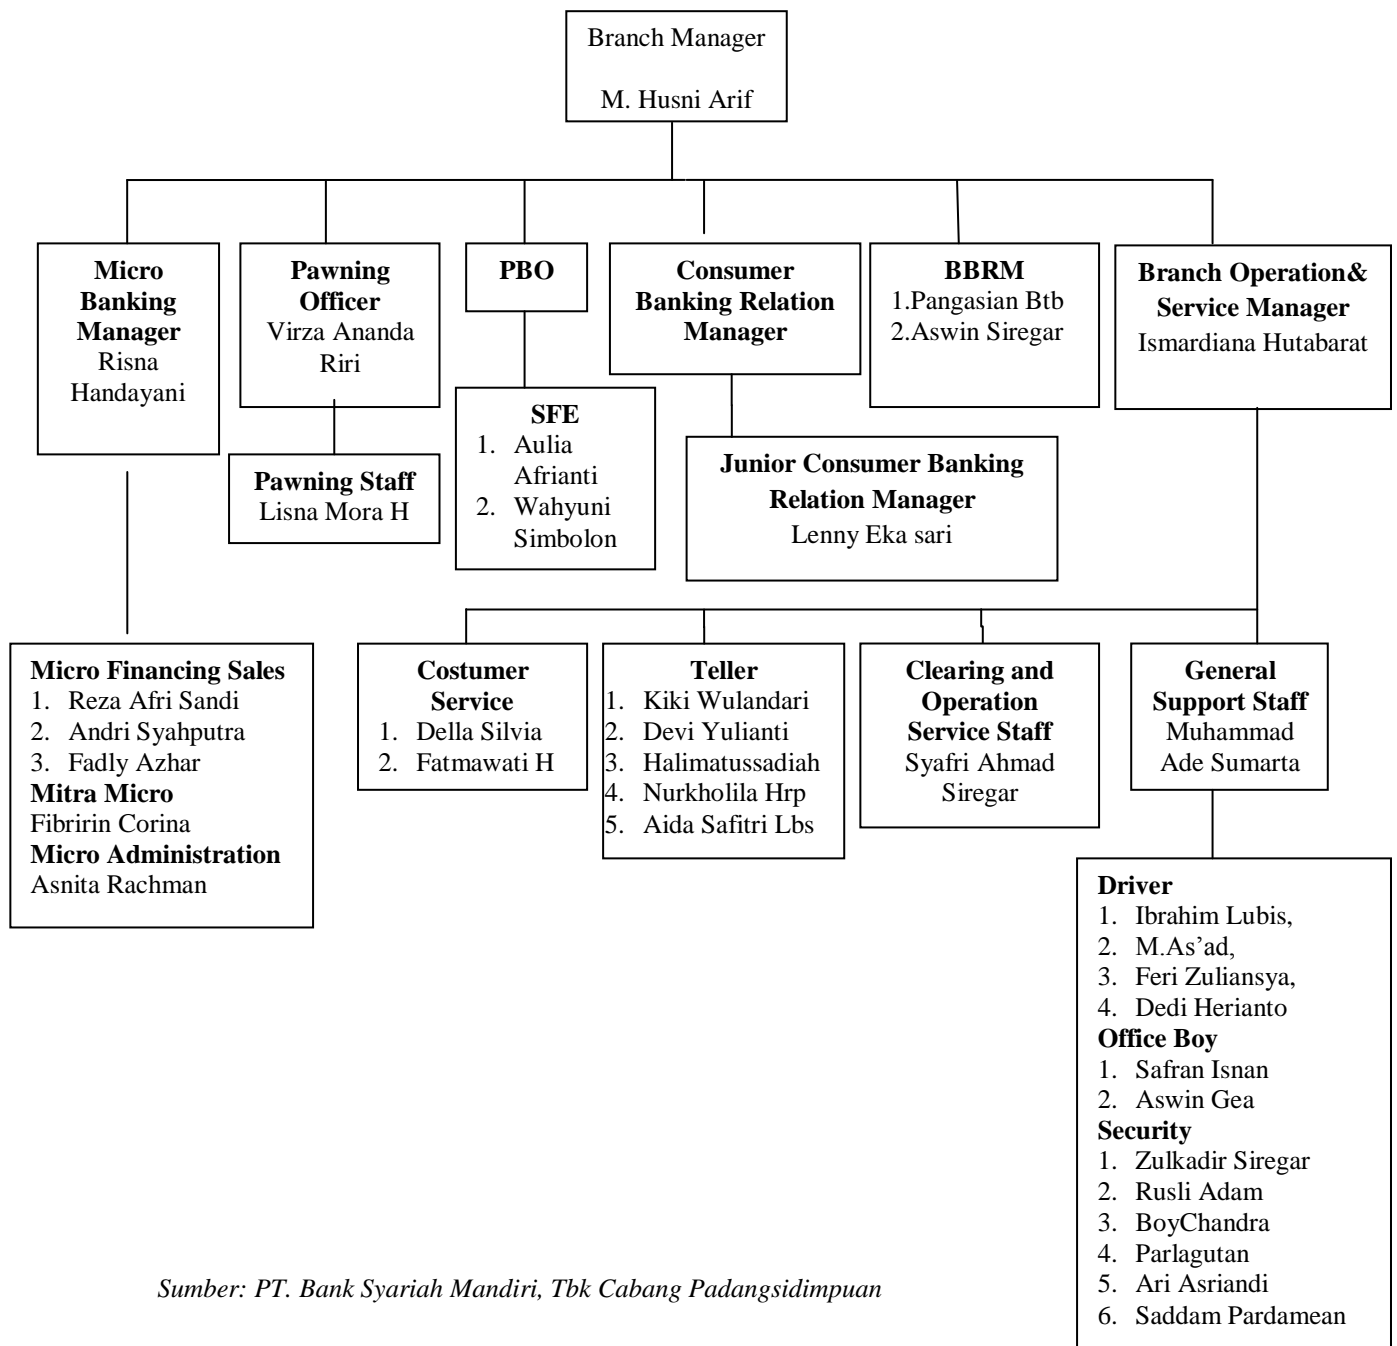 Branch Manager
M. Husni Arif
Micro
Banking
Manager
Risna
Handayani
Pawning
Officer
Virza Ananda
Riri
PBO
Consumer
Banking Relation
Manager
BBRM
1.Pangasian Btb
2.Aswin Siregar
Branch Operation&
Service Manager
Ismardiana Hutabarat
Pawning Staff
Lisna Mora H
SFE
1. Aulia
Afrianti
2. Wahyuni
Simbolon
Junior Consumer Banking
Relation Manager
Lenny Eka sari
Micro Financing Sales
1. Reza Afri Sandi
2. Andri Syahputra
3. Fadly Azhar
Mitra Micro
Fibririn Corina
Micro Administration
Asnita Rachman
Costumer
Service
1. Della Silvia
2. Fatmawati H
Teller
1. Kiki Wulandari
2. Devi Yulianti
3. Halimatussadiah
4. Nurkholila Hrp
5. Aida Safitri Lbs
Clearing and
Operation
Service Staff
Syafri Ahmad
Siregar
General
Support Staff
Muhammad
Ade Sumarta
Driver
1. Ibrahim Lubis,
2. M.As’ad,
3. Feri Zuliansya,
4. Dedi Herianto
Office Boy
1. Safran Isnan
2. Aswin Gea
Security
1. Zulkadir Siregar
2. Rusli Adam
3. BoyChandra
4. Parlagutan
5. Ari Asriandi
6. Saddam Pardamean
Sumber: PT. Bank Syariah Mandiri, Tbk Cabang Padangsidimpuan